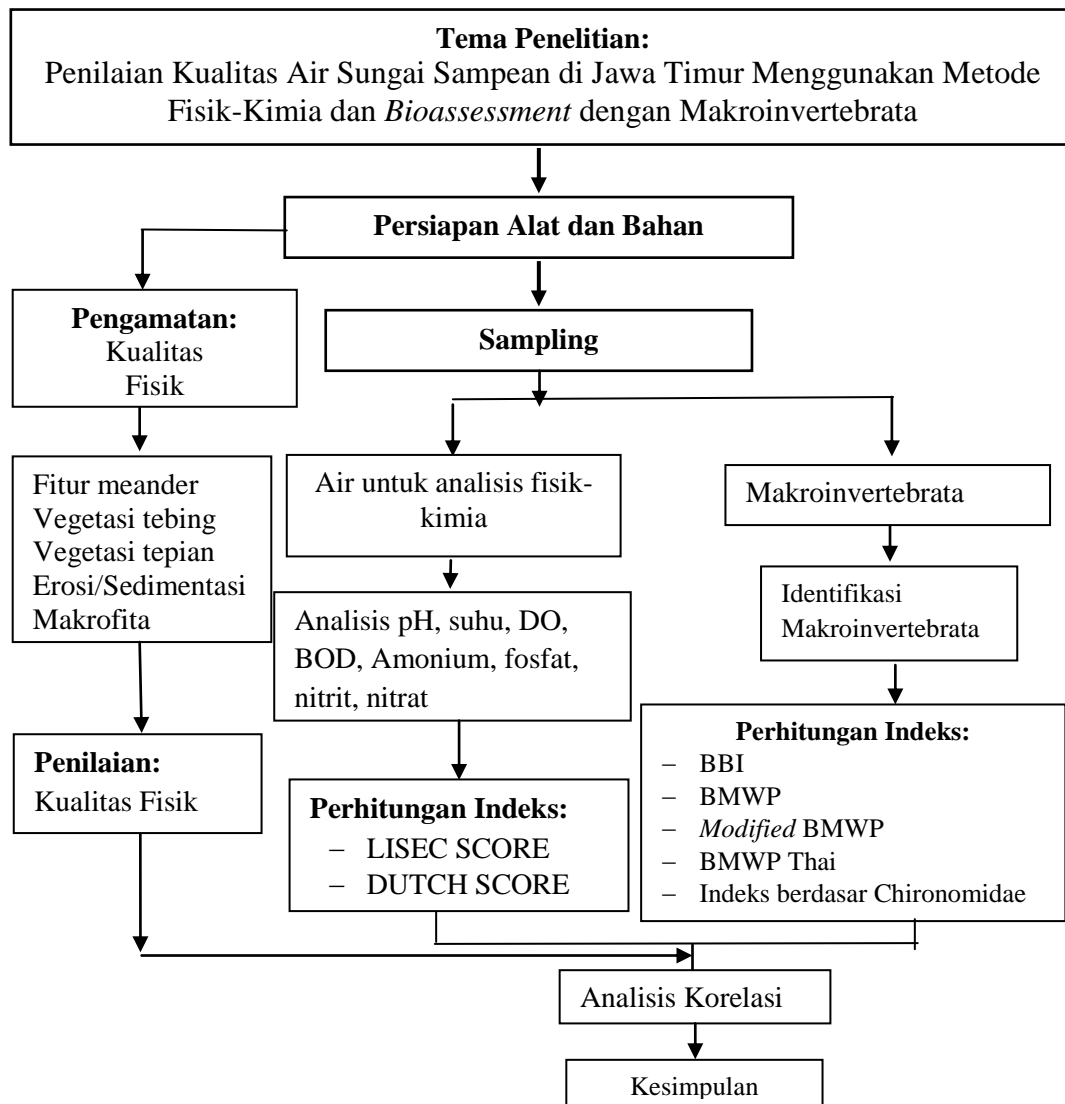 Tema Penelitian:
Penilaian Kualitas Air Sungai Sampean di Jawa Timur Menggunakan Metode
Fisik-Kimia dan Bioassessment dengan Makroinvertebrata
Persiapan Alat dan Bahan
Pengamatan:
Kualitas
Fisik
Sampling
Fitur meander
Vegetasi tebing
Vegetasi tepian
Erosi/Sedimentasi
Makrofita
Air untuk analisis fisik-
kimia
Makroinvertebrata
Analisis pH, suhu, DO,
BOD, Amonium, fosfat,
nitrit, nitrat
Identifikasi
Makroinvertebrata
Penilaian:
Kualitas Fisik
Perhitungan Indeks:
– LISEC SCORE
– DUTCH SCORE
Perhitungan Indeks:
– BBI
– BMWP
– Modified BMWP
– BMWP Thai
– Indeks berdasar Chironomidae
Analisis Korelasi
Kesimpulan